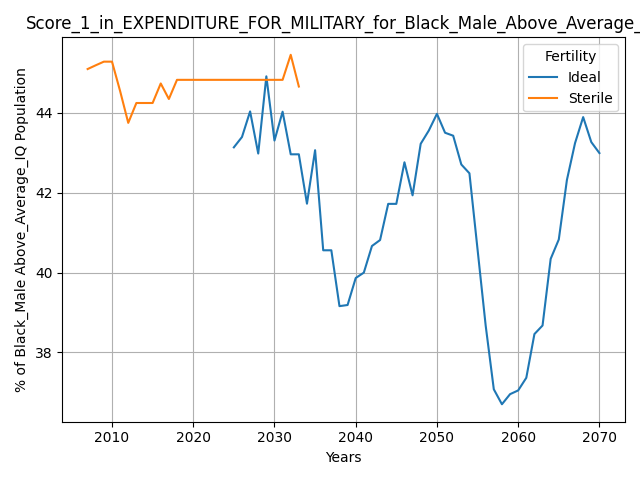 Score_1_in_EXPENDITURE_FOR_MILITARY_for_Black_Male_Above_Average_
Fertility
Ideal
Sterile
% of Black_Male Above_Average_IQ Population
44
42
40
38
2010 2020 2030 2040 2050 2060 2070
Years